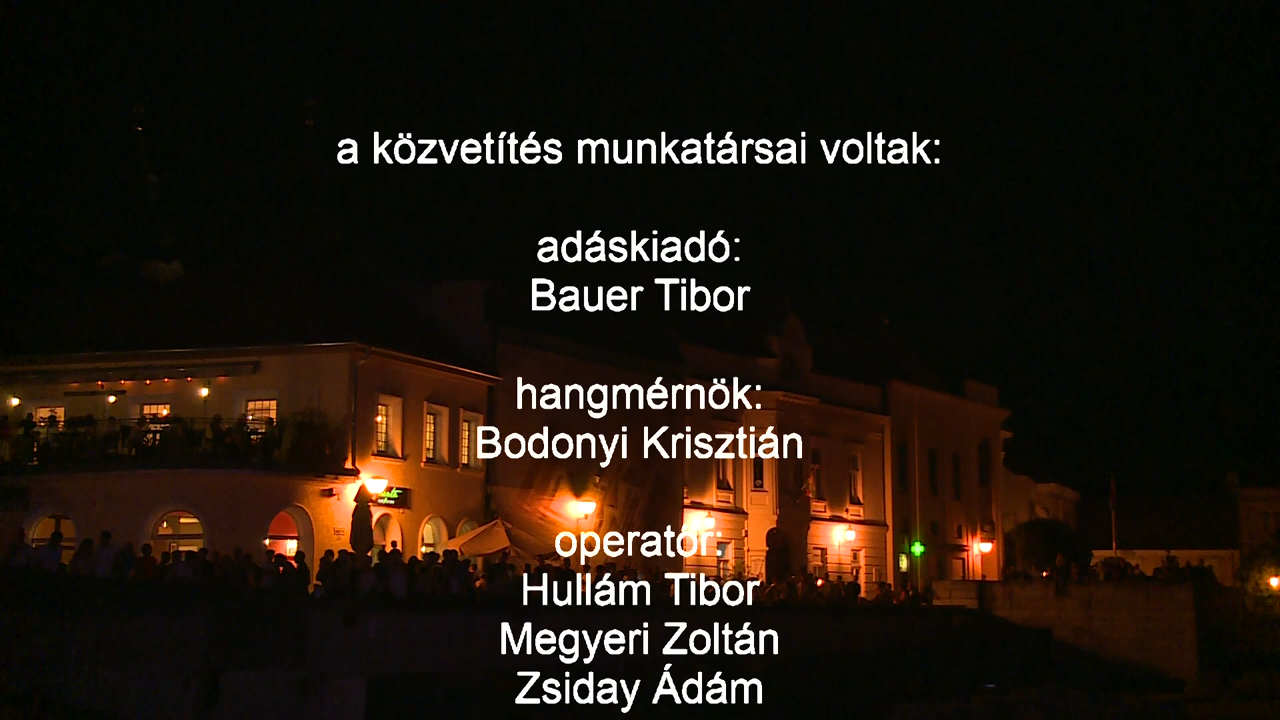 a közvetítés munkatársai voltak:
adáskiadó:
Bauer Tibor
hangmérnök:
Bodonyi Krisztián
operatőr:
Hullám Tibor
Megyeri Zoltán
Zsiday Ádám